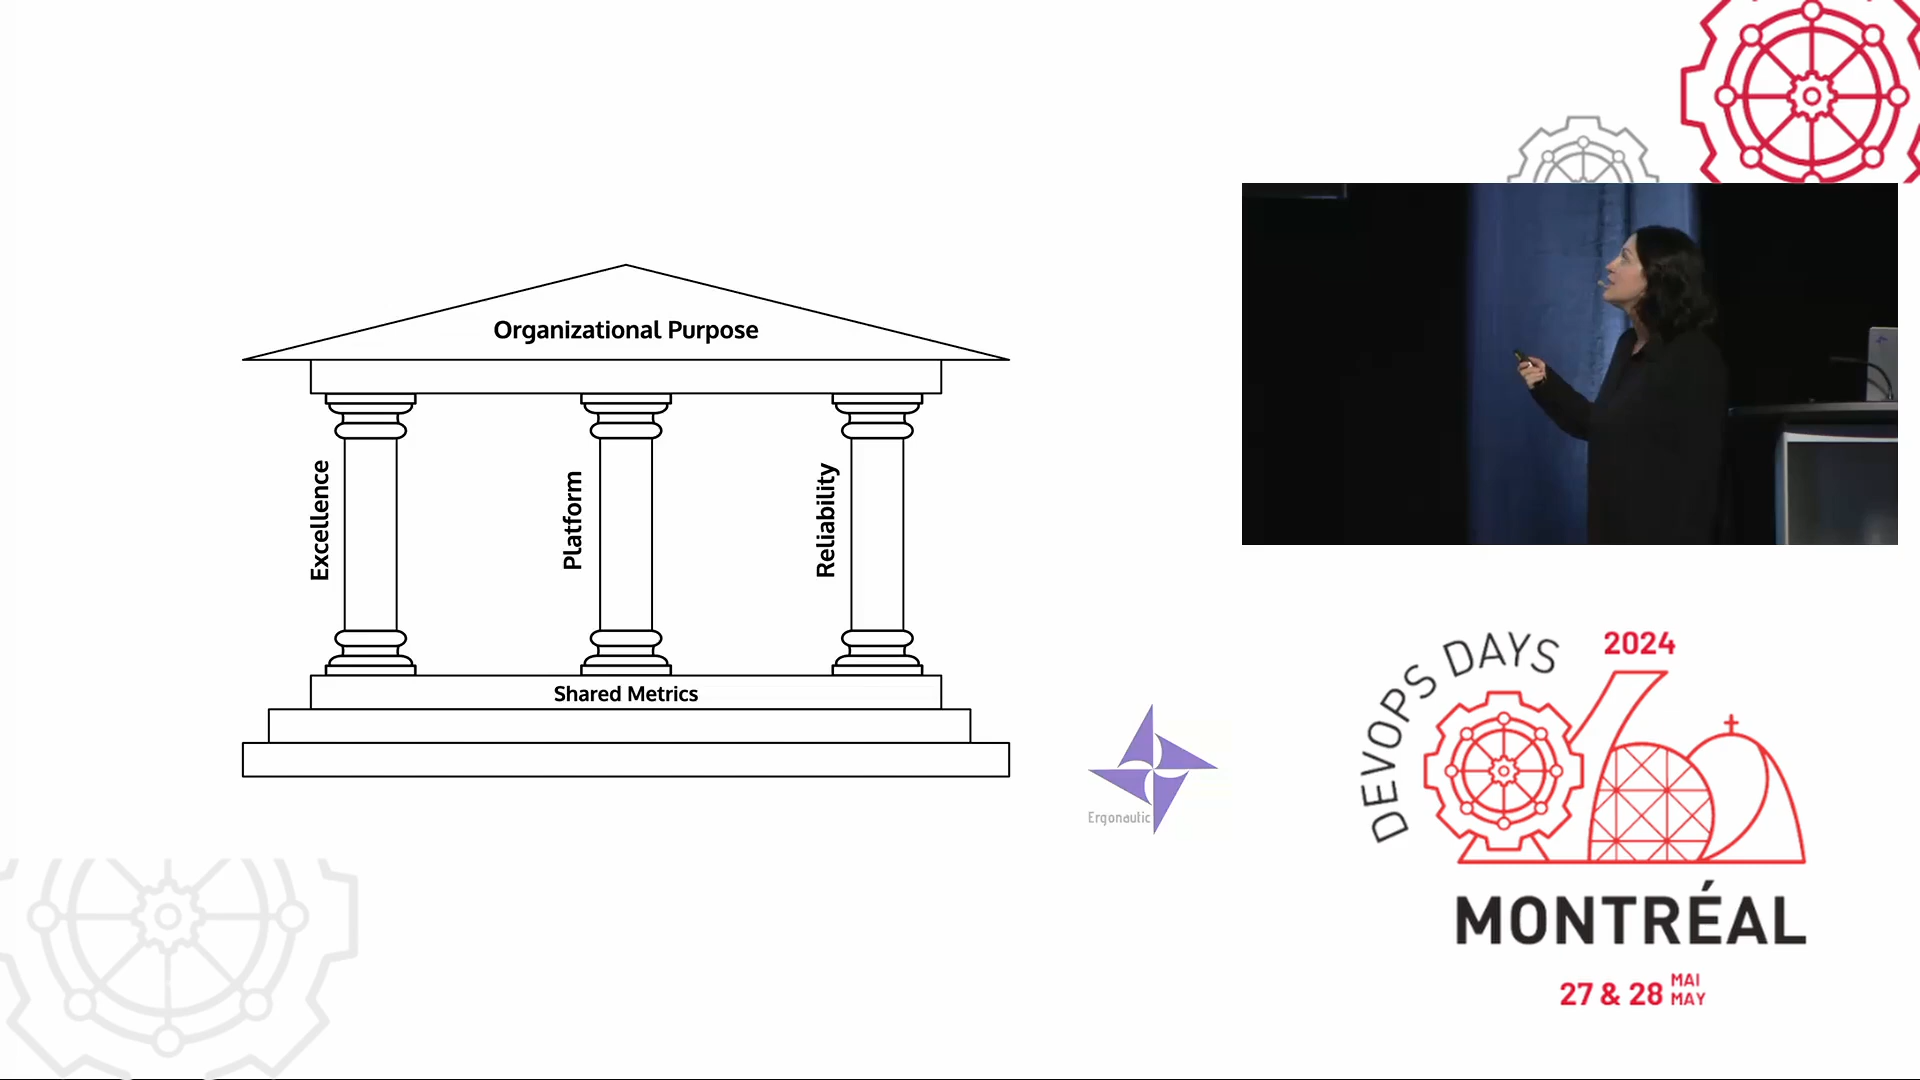 Organizational Purpose
Excellence
Platform
Reliability
Shared Metrics
Ergonautic
DEVOPS DAYS
2024
MONTRÉAL
27 & 28 MAI
MAY